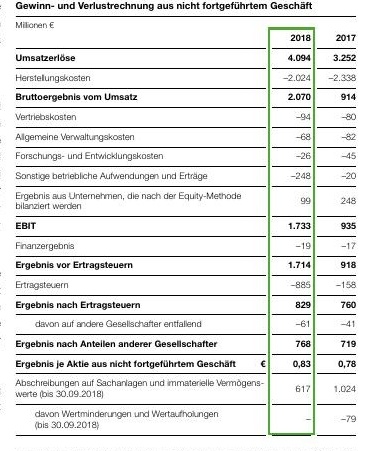 Gewinn- und Verlustrechnung aus nicht fortgeführtem Geschäft
Millionen €
2018 2017
Umsatzerlöse 4.094 3.252
Herstellungskosten –2.024 –2.338
Bruttoergebnis vom Umsatz 2.070 914
Vertriebskosten –94 –80
Allgemeine Verwaltungskosten –68 –82
Forschungs- und Entwicklungskosten –26 –45
Sonstige betriebliche Aufwendungen und Erträge –248 –20
Ergebnis aus Unternehmen, die nach der Equity-Methode
bilanziert werden 99 248
EBIT 1.733 935
Finanzergebnis –19 –17
Ergebnis vor Ertragsteuern 1.714 918
Ertragsteuern –885 –158
Ergebnis nach Ertragsteuern 829 760
davon auf andere Gesellschafter entfallend –61 –41
Ergebnis nach Anteilen anderer Gesellschafter 768 719
Ergebnis je Aktie aus nicht fortgeführtem Geschäft € 0,83 0,78
Abschreibungen auf Sachanlagen und immaterielle Vermögens-
werte (bis 30.09.2018) 617 1.024
davon Wertminderungen und Wertaufholungen
(bis 30.09.2018) – –79